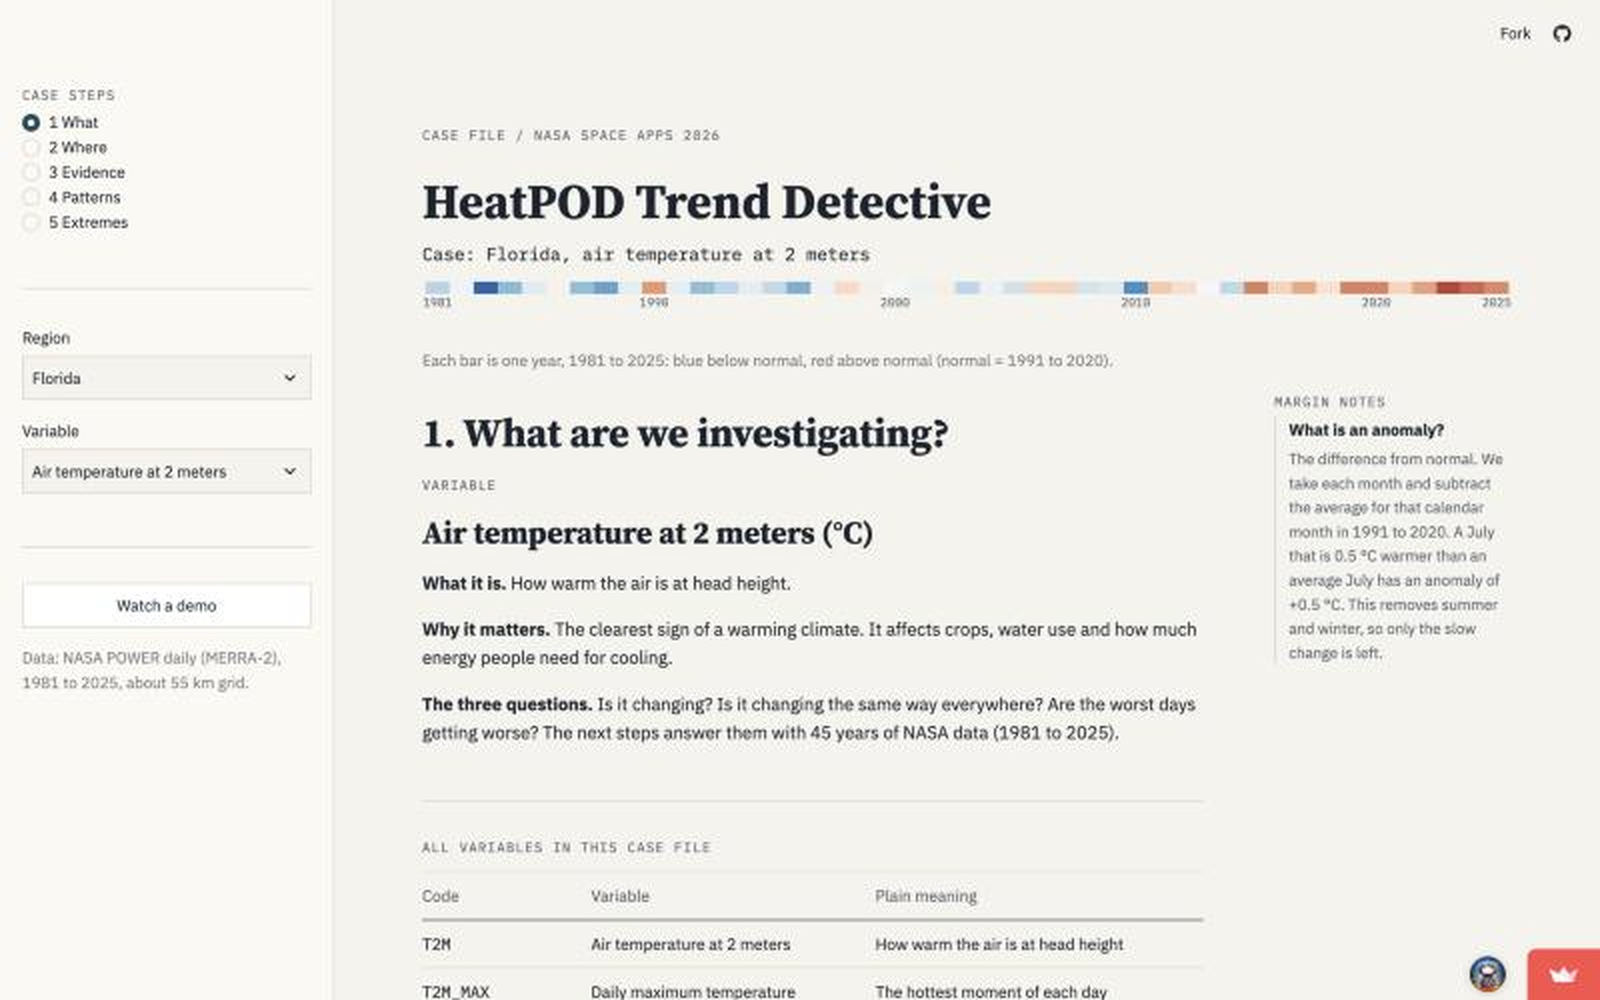 Fork
CASE STEPS
1 What
2 Where
3 Evidence
4 Patterns
5 Extremes
Region
Florida
Variable
Air temperature at 2 meters
Watch a demo
Data: NASA POWER daily (MERRA-2),
1981 to 2025, about 55 km grid.
CASE FILE / NASA SPACE APPS 2026
HeatPOD Trend Detective
Case: Florida, air temperature at 2 meters
1981 1990 2000 2010 2020 2025
Each bar is one year, 1981 to 2025: blue below normal, red above normal (normal = 1991 to 2020).
1. What are we investigating?
VARIABLE
Air temperature at 2 meters (°C)
What it is. How warm the air is at head height.
Why it matters. The clearest sign of a warming climate. It affects crops, water use and how much
energy people need for cooling.
The three questions. Is it changing? Is it changing the same way everywhere? Are the worst days
getting worse? The next steps answer them with 45 years of NASA data (1981 to 2025).
ALL VARIABLES IN THIS CASE FILE
Code Variable Plain meaning
T2M Air temperature at 2 meters How warm the air is at head height
T2M_MAX Daily maximum temperature The hottest moment of each day
MARGIN NOTES
What is an anomaly?
The difference from normal. We
take each month and subtract
the average for that calendar
month in 1991 to 2020. A July
that is 0.5 °C warmer than an
average July has an anomaly of
+0.5 °C. This removes summer
and winter, so only the slow
change is left.